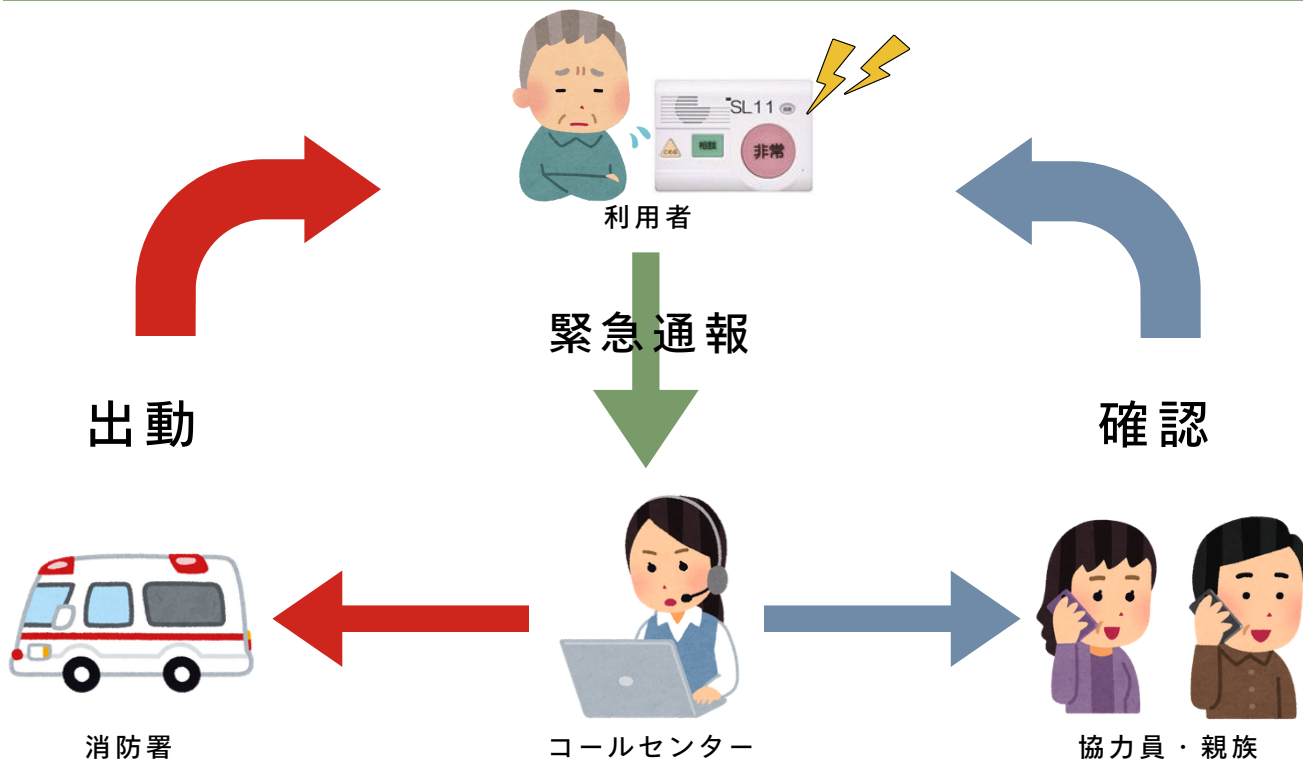 SL11
相談
非常
利用者
緊急通報
出動
確認
消防署
コールセンター
協力員・親族